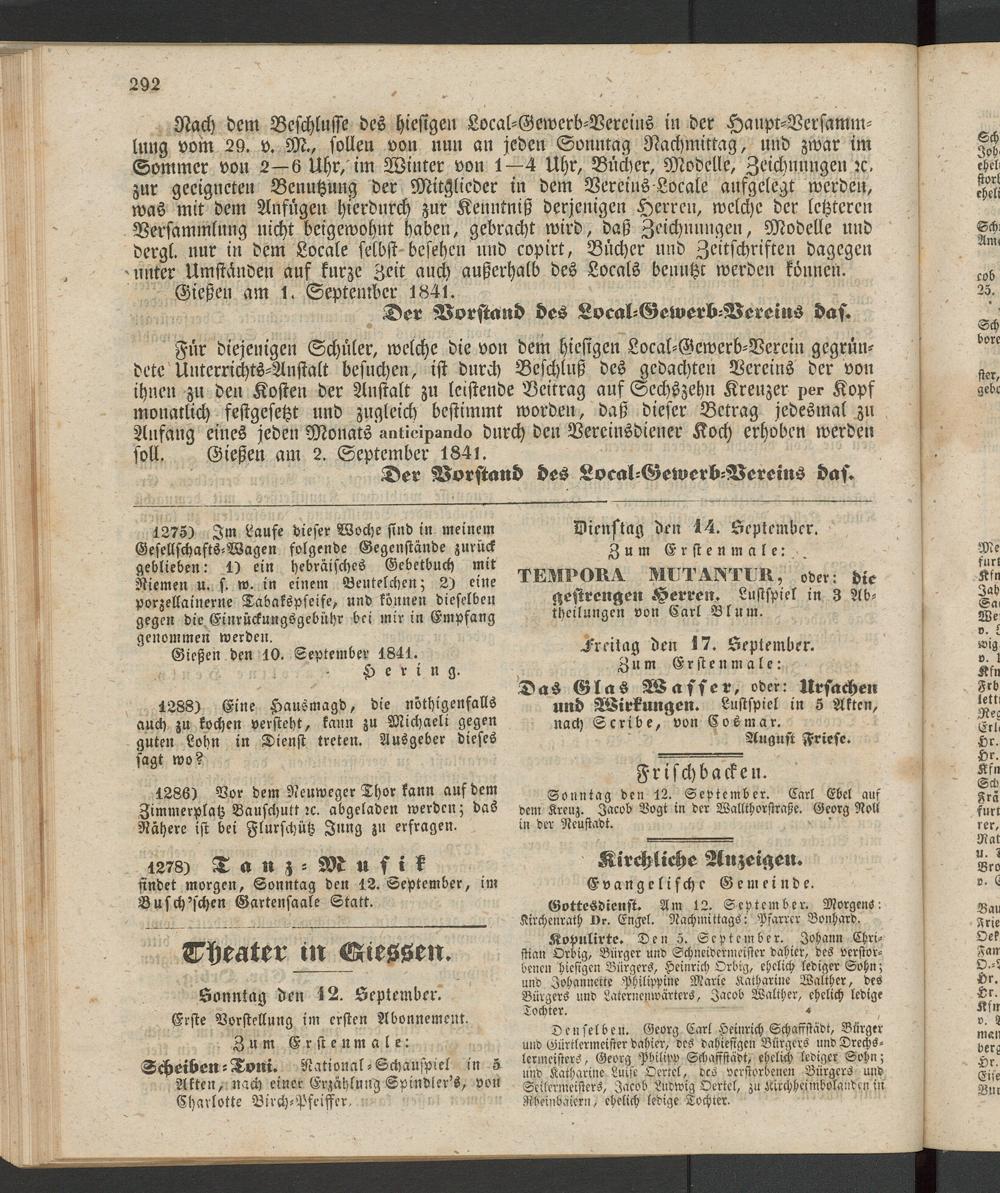 292
Nach dem Beschlusse des hiesigen Local-Gewerb-Vereins in der Haupt-Versamm-
lung vom 29. v. M., sollen von nun an jeden Sonntag Nachmittag, und zwar im
Sommer von 2—6 Uhr, im Winter von 1—4 Uhr, Bücher, Modelle, Zeichnungen ꝛc.
zur geeigneten Benutzung der Mitglieder in dem Vereins-Locale aufgelegt werden,
was mit dem Anfügen hierdurch zur Kenntniß derjenigen Herren, welche der letzteren
Versammlung nicht beigewohnt haben, gebracht wird, daß Zeichnungen, Modelle und
dergl. nur in dem Locale selbst besehen und copirt, Bücher und Zeitschriften dagegen
unter Umständen auf kurze Zeit auch außerhalb des Locals benutzt werden können.
Gießen am 1. September 1841.
Der Vorstand des Local-Gewerb-Vereins das.
Für diejenigen Schüler, welche die von dem hiesigen Local-Gewerb-Verein gegrün-
dete Unterrichts-Anstalt besuchen, ist durch Beschluß des gedachten Vereins der von
ihnen zu den Kosten der Anstalt zu leistende Beitrag auf Sechszehn Kreuzer per Kopf
monatlich festgesetzt und zugleich bestimmt worden, daß dieser Betrag jedesmal zu
Anfang eines jeden Monats anticipando durch den Vereinsdiener Koch erhoben werden
soll. Gießen am 2. September 1841.
Der Vorstand des Local-Gewerb-Vereins das.
1275) Im Laufe dieser Woche sind in meinem
Gesellschafts-Wagen folgende Gegenstände zurück
geblieben: 1) ein hebräisches Gebetbuch mit
Riemen u. s. w. in einem Beutelchen; 2) eine
porzellainerne Tabakspfeife, und können dieselben
gegen die Einrückungsgebühr bei mir in Empfang
genommen werden.
Gießen den 10. September 1841.
Hering.
1288) Eine Hausmagd, die nöthigenfalls
auch zu kochen versteht, kann zu Michaeli gegen
guten Lohn in Dienst treten. Ausgeber dieses
sagt wo?
1286) Vor dem Neuweger Thor kann auf dem
Zimmerplatz Bauschutt ꝛc. abgeladen werden; das
Nähere ist bei Flurschütz Jung zu erfragen.
1278) Tanz-Musik
findet morgen, Sonntag den 12. September, im
Busch'schen Gartensaale Statt.
Theater in Giessen.
Sonntag den 12. September.
Erste Vorstellung im ersten Abonnement.
Zum Erstenmale:
Scheiben-Toni. National-Schauspiel in 5
Akten, nach einer Erzählung Spindler's, von
Charlotte Birch-Pfeiffer.
Dienstag den 14. September.
Zum Erstenmale:
TEMPORA MUTANTUR, oder: die
gestrengen Herren. Lustspiel in 3 Ab-
theilungen von Carl Blum.
Freitag den 17. September.
Zum Erstenmale:
Das Glas Wasser, oder: Ursachen
und Wirkungen. Lustspiel in 5 Akten,
nach Scribe, von Cosmar.
August Friese.
Frischbacken.
Sonntag den 12. September. Carl Ebel auf
dem Kreuz. Jacob Vogt in der Wallthorstraße. Georg Noll
in der Neustadt.
Kirchliche Anzeigen.
Evangelische Gemeinde.
Gottesdienst. Am 12. September. Morgens:
Kirchenrath Dr. Engel. Nachmittags: Pfarrer Bonhard.
Kopulirte. Den 5. September. Johann Chri-
stian Orbig, Bürger und Schneidermeister dahier, des verstor-
benen hiesigen Bürgers, Heinrich Orbig, ehelich lediger Sohn;
und Johannette Philippine Marie Katharine Walther, des
Bürgers und Laternenwärters, Jacob Walther, ehelich ledige
Tochter.
Denselben. Georg Carl Heinrich Schaffstädt, Bürger
und Gürtlermeister dahier, des dahiesigen Bürgers und Drechs-
lermeisters, Georg Philipp Schaffstädt, ehelich lediger Sohn;
und Katharine Luise Oertel, des verstorbenen Bürgers und
Seilermeisters, Jacob Ludwig Oertel, zu Kirchheimbolanden in
Rheinbaiern, ehelich ledige Tochter.